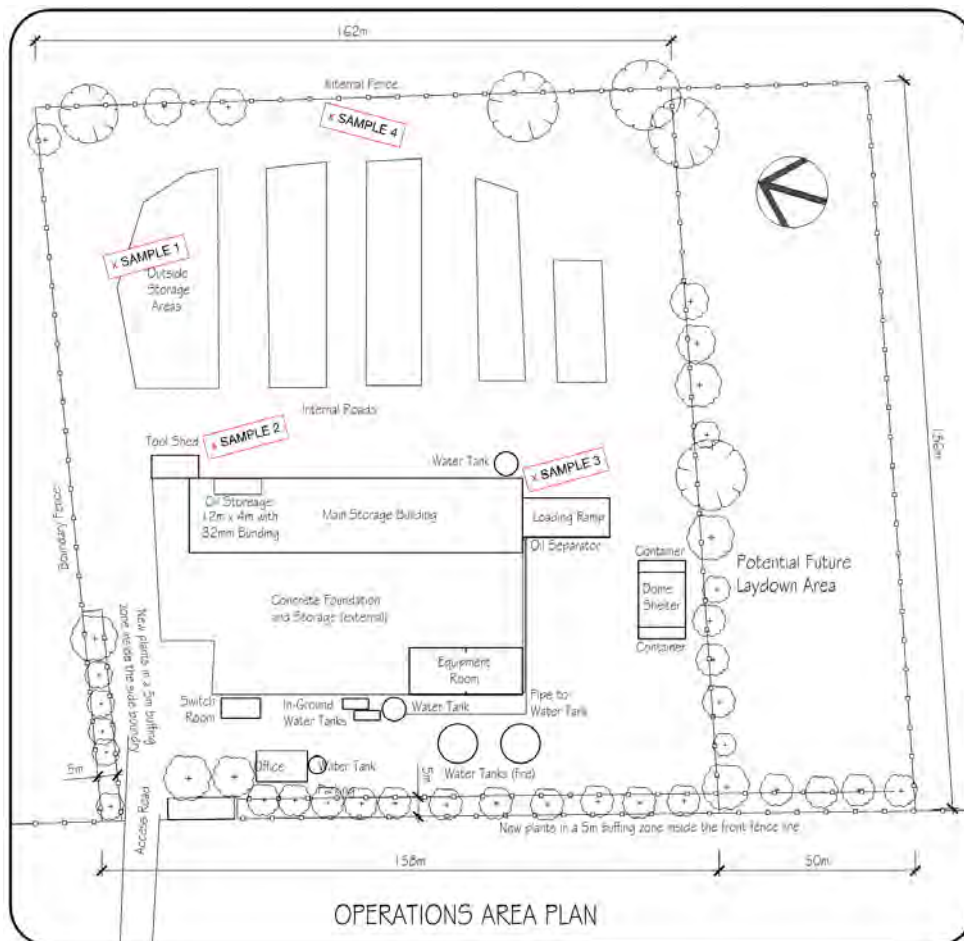 162m
Internal Fence
x SAMPLE 4
x SAMPLE 1
Outside
Storage
Areas
Internal Roads
Tool Shed
x SAMPLE 2
Water Tank
x SAMPLE 3
Oil Storeage
12m x 4m with
32mm Bunding
Main Storage Building
Loading Ramp
Oil Separator
Boundary Fence
Container
Dome
Shelter
Container
Potential Future
Laydown Area
186m
Concrete Foundation
and Storage (external)
Equipment
Room
New plants in a 5m buffing
zone inside the side boundry
Switch
Room
In-Ground
Water Tanks
Water Tank
Pipe to
Water Tank
Water Tanks (fire)
5m
Office
Water Tank
5m
Access Road
New plants in a 5m buffing zone inside the front fence line
158m
50m
OPERATIONS AREA PLAN